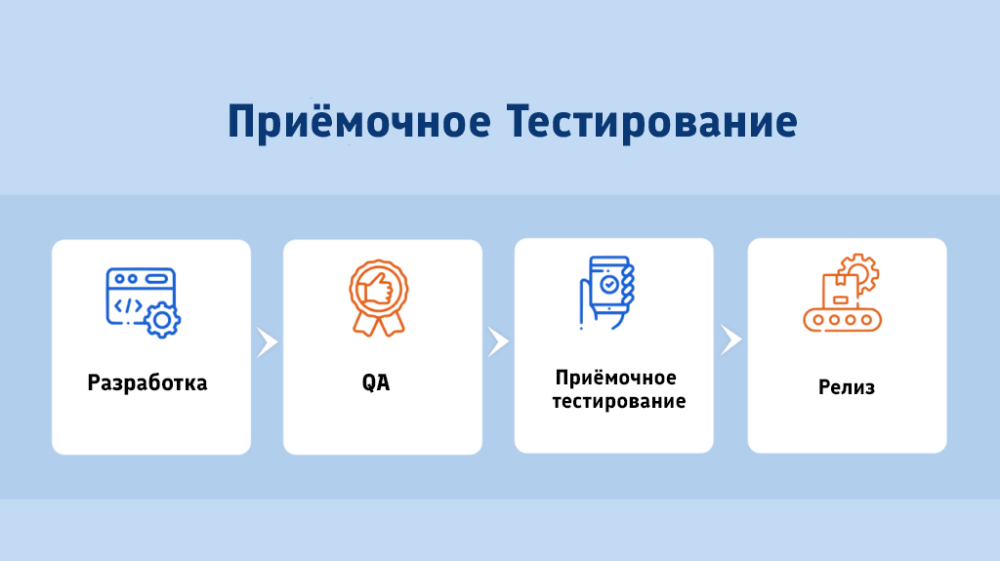 Приёмочное Тестирование
Разработка
QA
Приёмочное
тестирование
Релиз